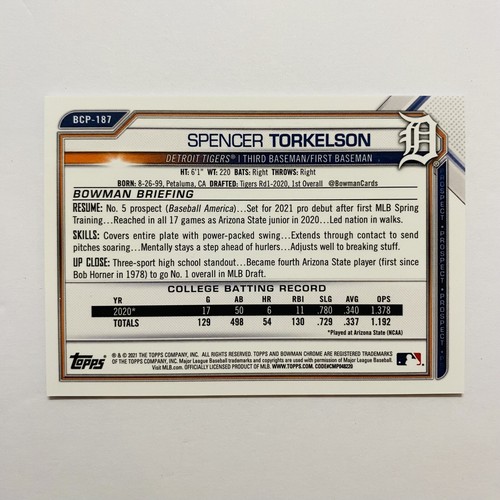 BCP-187
SPENCER TORKELSON
DETROIT TIGERS® | THIRD BASEMAN/FIRST BASEMAN
HT: 6'1" WT: 220 BATS: Right THROWS: Right
BORN: 8-26-99, Petaluma, CA DRAFTED: Tigers Rd1-2020, 1st Overall @BowmanCards
BOWMAN BRIEFING
RESUME: No. 5 prospect (Baseball America)...Set for 2021 pro debut after first MLB Spring
Training...Reached in all 17 games as Arizona State junior in 2020...Led nation in walks.
SKILLS: Covers entire plate with power-packed swing...Extends through contact to send
pitches soaring...Mentally stays a step ahead of hurlers...Adjusts well to breaking stuff.
UP CLOSE: Three-sport high school standout...Became fourth Arizona State player (first since
Bob Horner in 1978) to go No. 1 overall in MLB Draft.
COLLEGE BATTING RECORD
YR G AB HR RBI SLG AVG OPS
2020* 17 50 6 11 .780 .340 1.378
TOTALS 129 498 54 130 .729 .337 1.192
*Played at Arizona State (NCAA)
Topps
® & © 2021 THE TOPPS COMPANY, INC. ALL RIGHTS RESERVED. TOPPS AND BOWMAN CHROME ARE REGISTERED TRADEMARKS
OF THE TOPPS COMPANY, INC. Major League Baseball trademarks and copyrights are used with permission of Major League Baseball.
Visit MLB.com. OFFICIALLY LICENSED PRODUCT OF MLB. WWW.TOPPS.COM. CODE#CMP048220
D
PROSPECT • PROSPECT • PROSPECT